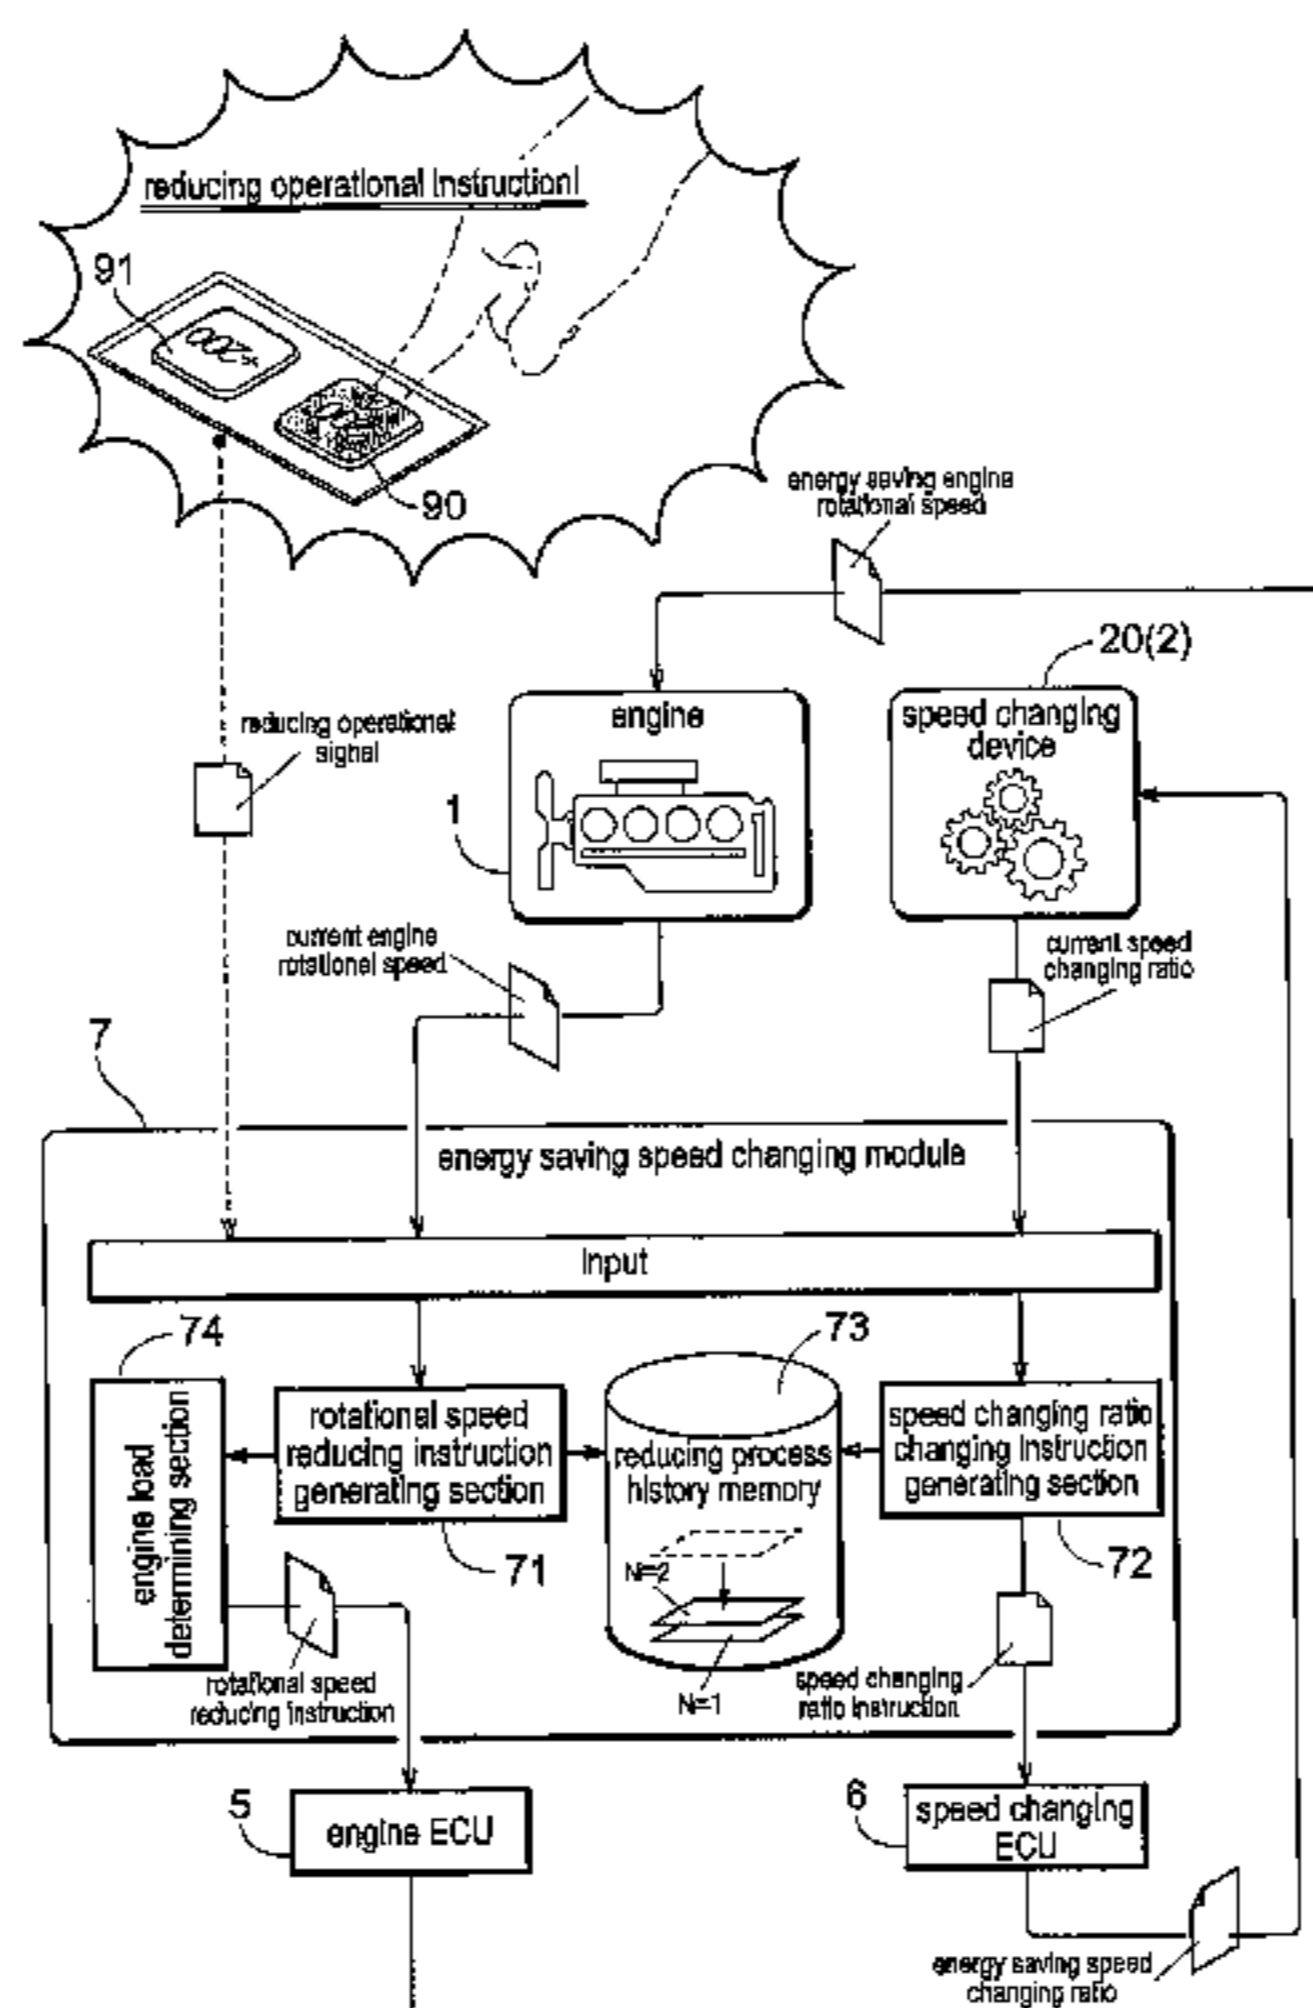 reducing operational instruction!
91
90
energy saving engine
rotational speed
20(2)
engine
speed changing
device
reducing operational
signal
1
current engine
rotational speed
current speed
changing ratio
7
energy saving speed changing module
input
74
73
engine load
determining section
rotational speed
reducing instruction
generating section
reducing process
history memory
speed changing ratio
changing instruction
generating section
71
72
N=2
N=1
rotational speed
reducing instruction
speed changing
ratio instruction
5
engine ECU
6
speed changing
ECU
energy saving speed
changing ratio